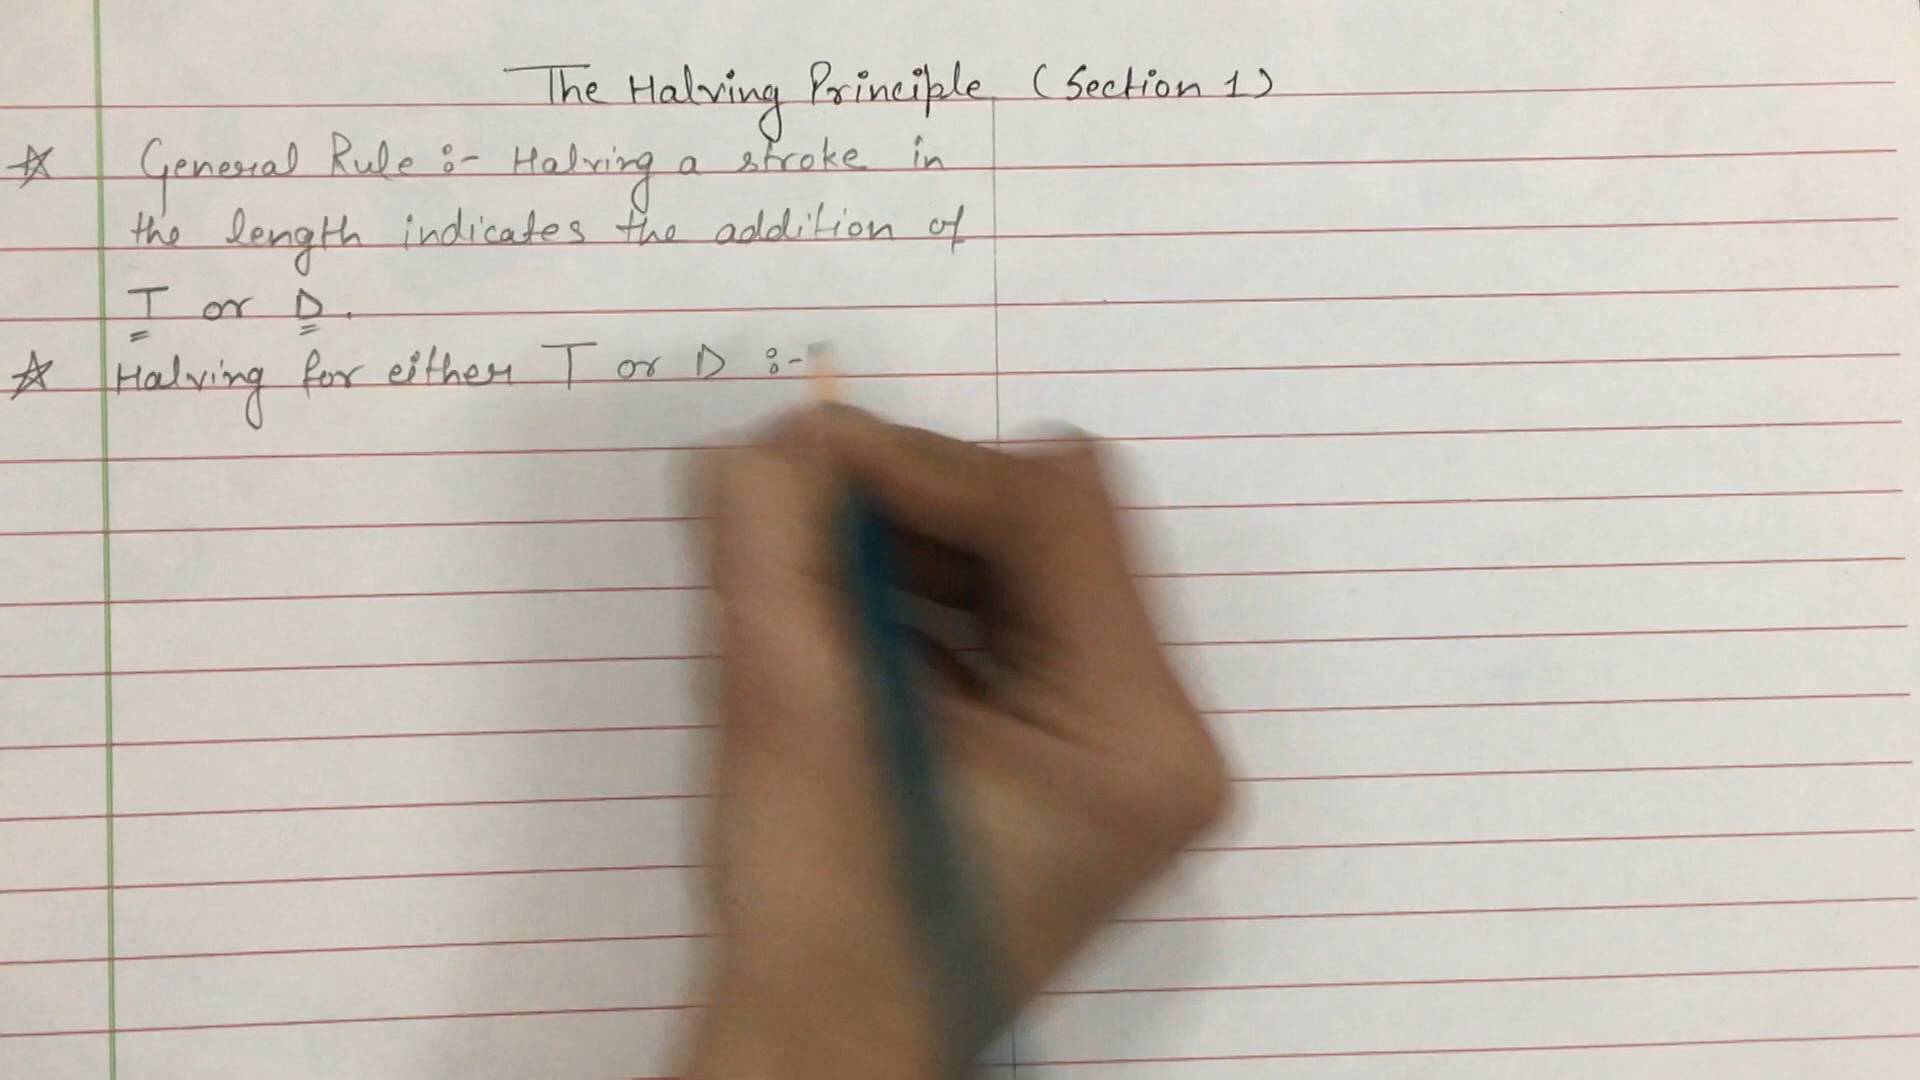 The Halving Principle (Section 1)
☆ General Rule :- Halving a stroke in
the length indicates the addition of
T or D.
☆ Halving for either T or D :-